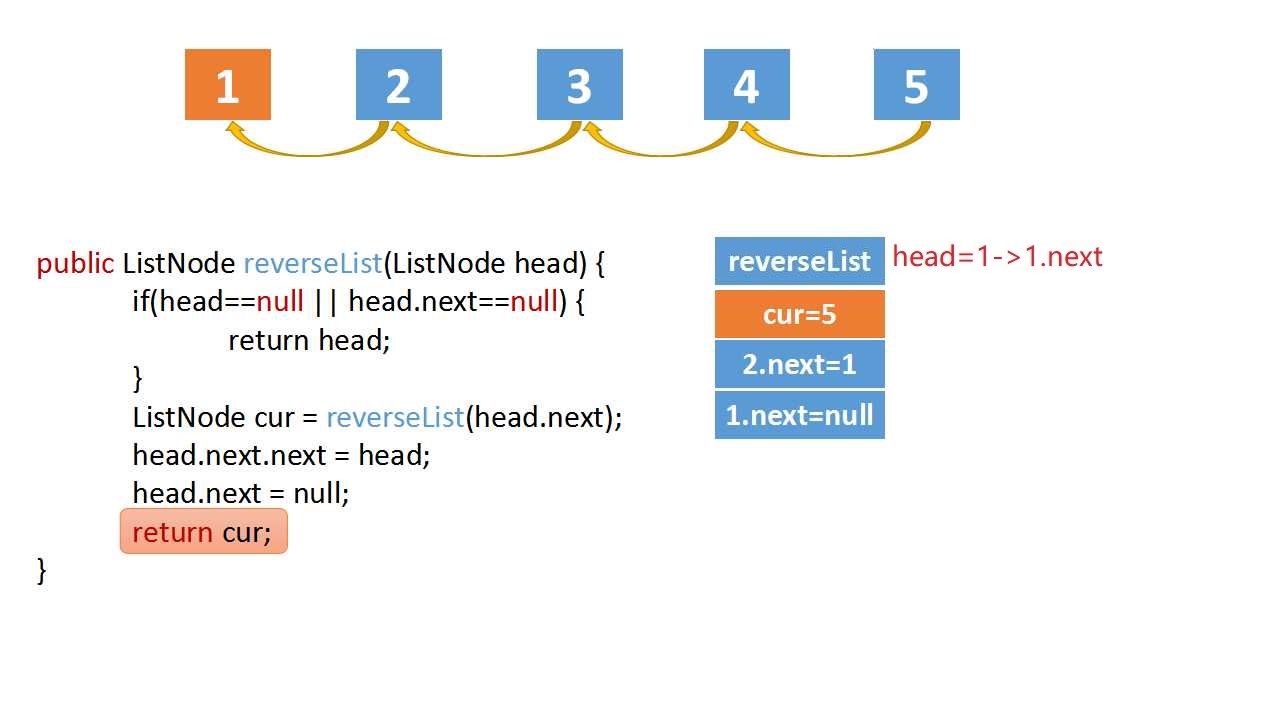 1 2 3 4 5
public ListNode reverseList(ListNode head) {
if(head==null || head.next==null) {
return head;
}
ListNode cur = reverseList(head.next);
head.next.next = head;
head.next = null;
return cur;
}
reverseList head=1->1.next
cur=5
2.next=1
1.next=null